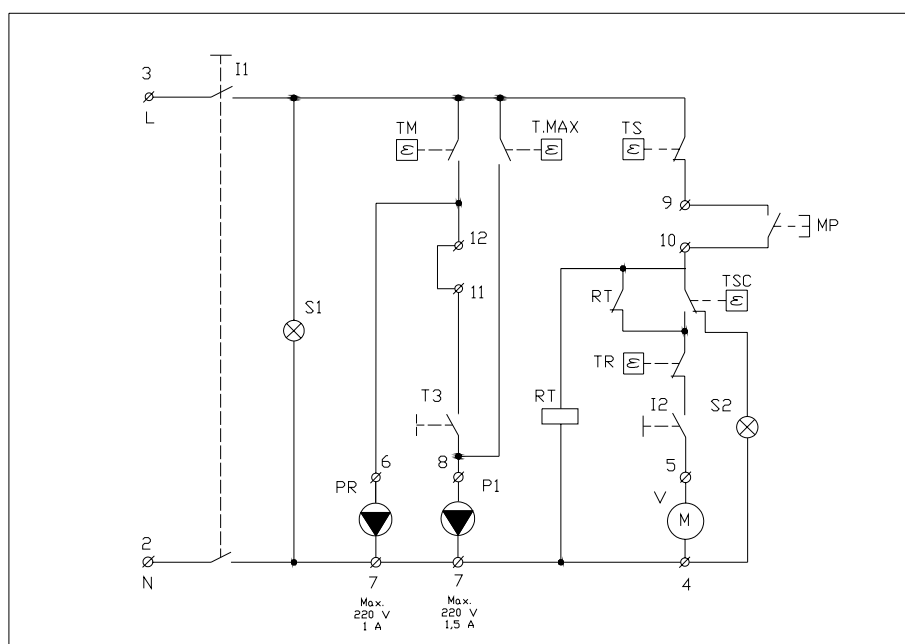 3
I1
L
TM
T.MAX
TS
ε
ε
ε
9
MP
12
10
TSC
ε
11
RT
S1
TR
ε
T3
RT
I2
S2
6
8
5
PR
P1
V
M
2
N
7
7
4
Max.
220 V
1 A
Max.
220 V
1,5 A